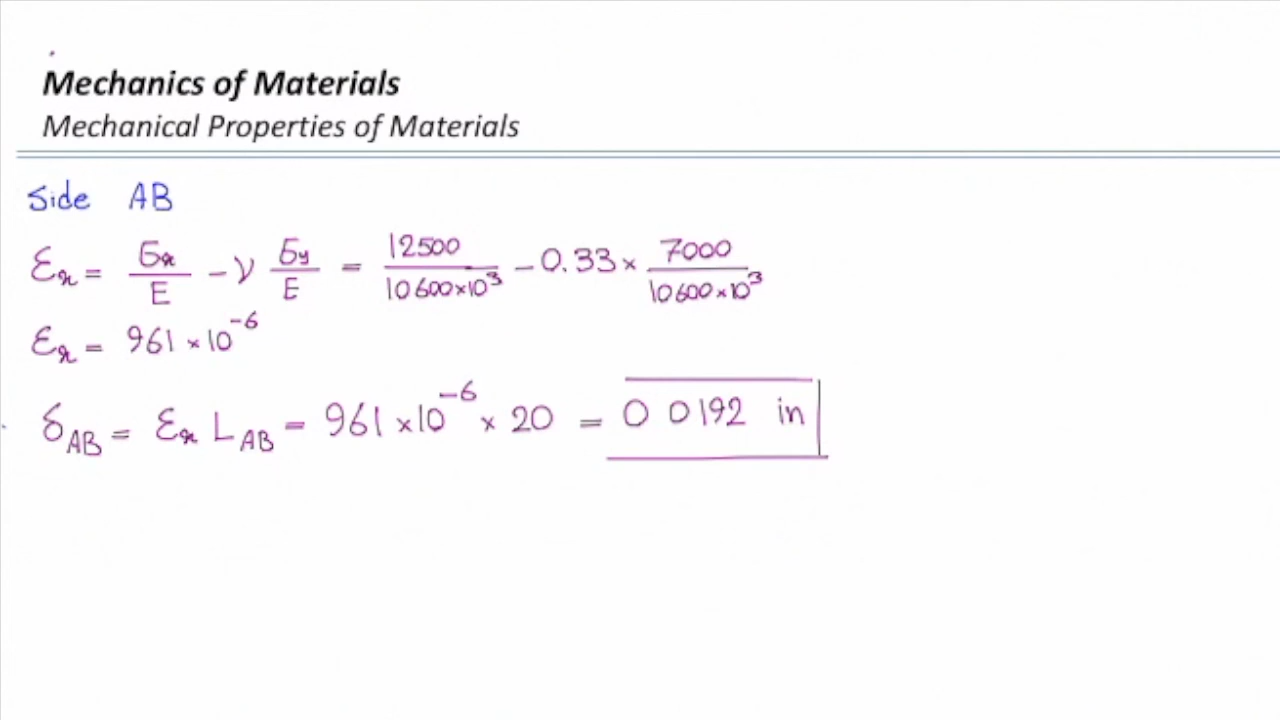 Mechanics of Materials
Mechanical Properties of Materials
Side AB
εx = σx/E - ν σy/E = 12500/10600×10³ - 0.33 × 7000/10600×10³
εx = 961 × 10⁻⁶
δAB = εx LAB = 961 × 10⁻⁶ × 20 = 0 0192 in